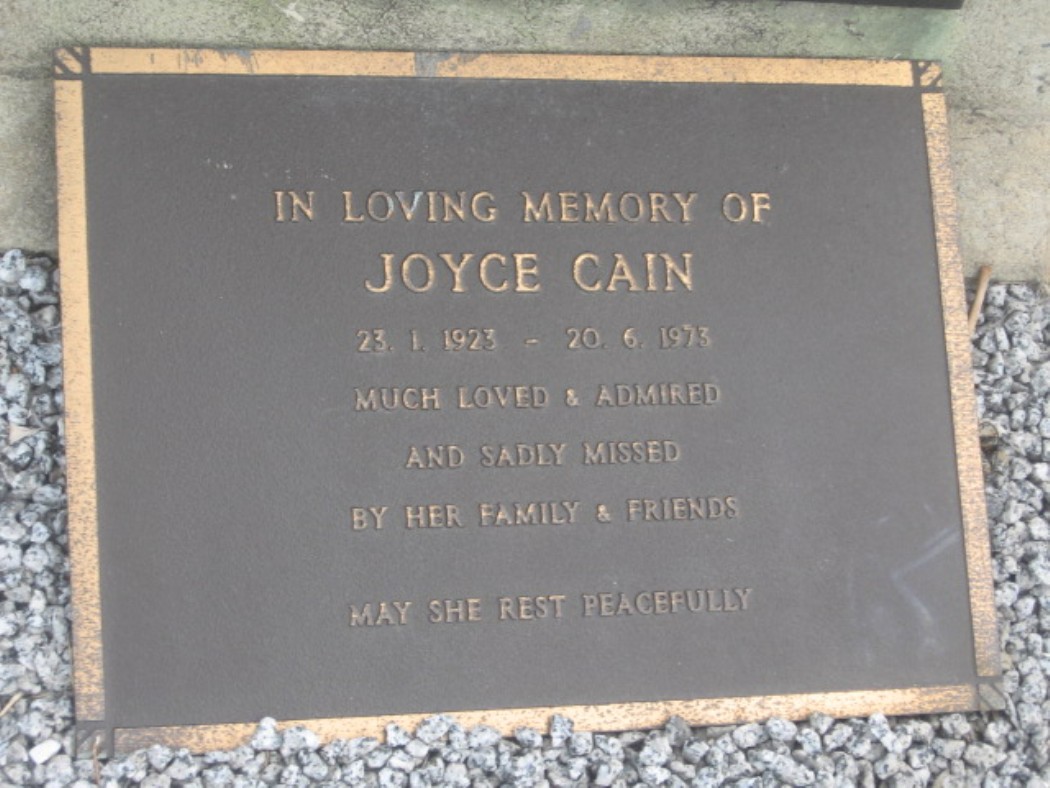 IN LOVING MEMORY OF
JOYCE CAIN
23. 1. 1923 - 20. 6. 1973
MUCH LOVED & ADMIRED
AND SADLY MISSED
BY HER FAMILY & FRIENDS
MAY SHE REST PEACEFULLY